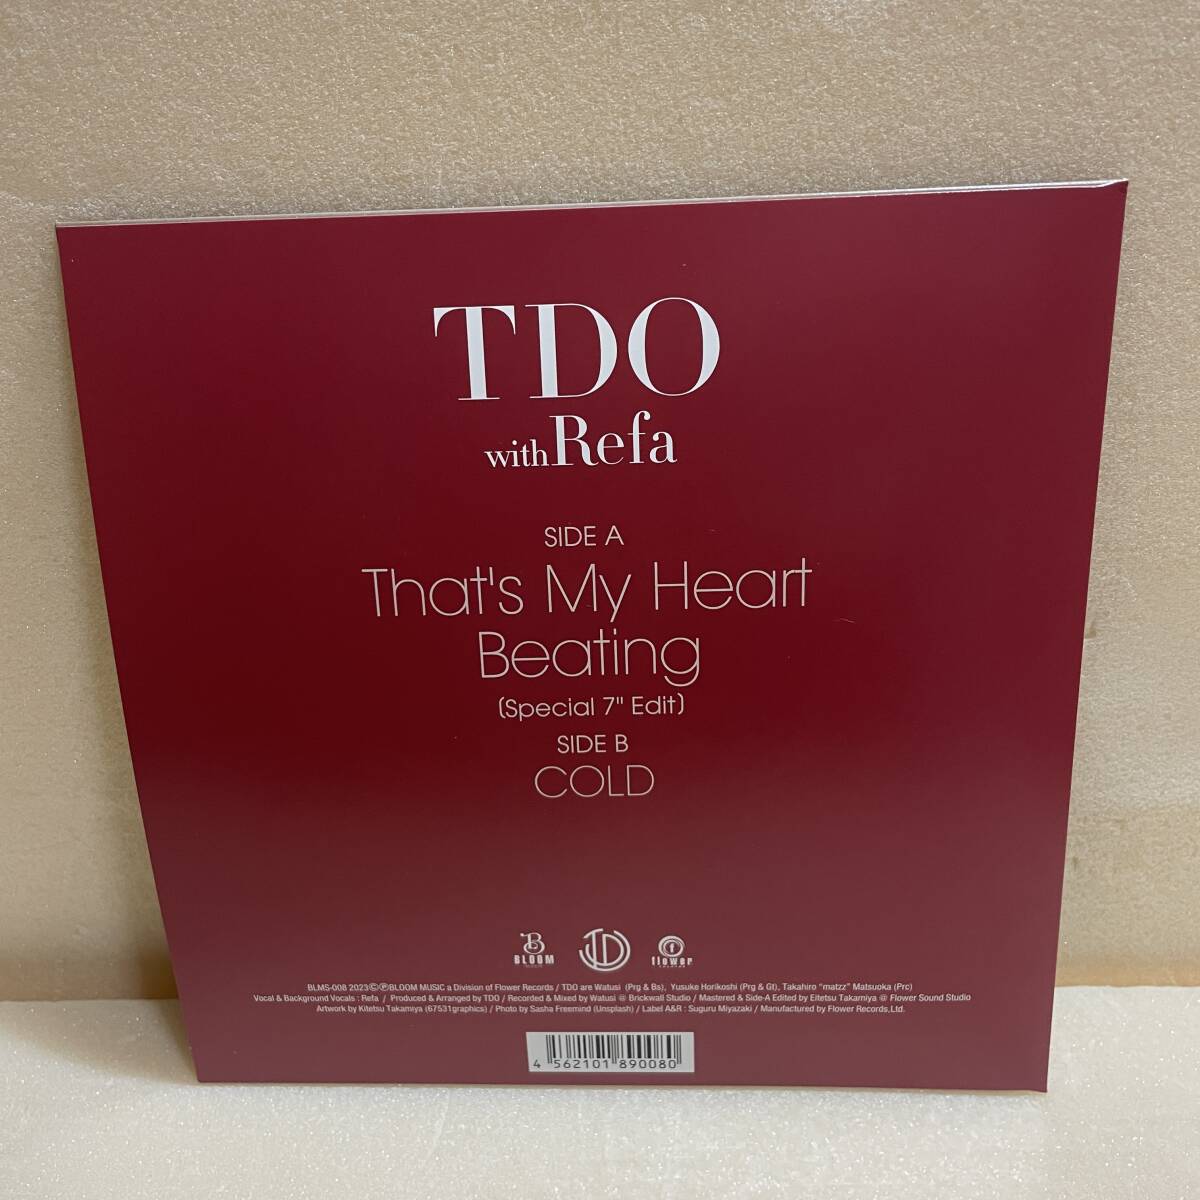 TDO
with Refa
SIDE A
That's My Heart
Beating
(Special 7" Edit)
SIDE B
COLD
B
BLOOM
TDO
f
flower
BLMS-008 2023©℗BLOOM MUSIC a Division of Flower Records / TDO are Watusi (Prg & Bs), Yusuke Horikoshi (Prg & Gt), Takahiro "matzz" Matsuoka (Prc)
Vocal & Background Vocals : Refa / Produced & Arranged by TDO / Recorded & Mixed by Watusi @ Brickwall Studio / Mastered & Side-A Edited by Eitetsu Takamiya @ Flower Sound Studio
Artwork by Kitetsu Takamiya (67531graphics) / Photo by Sasha Freemind (Unsplash) / Label A&R : Suguru Miyazaki / Manufactured by Flower Records,Ltd.
4 562101 890080